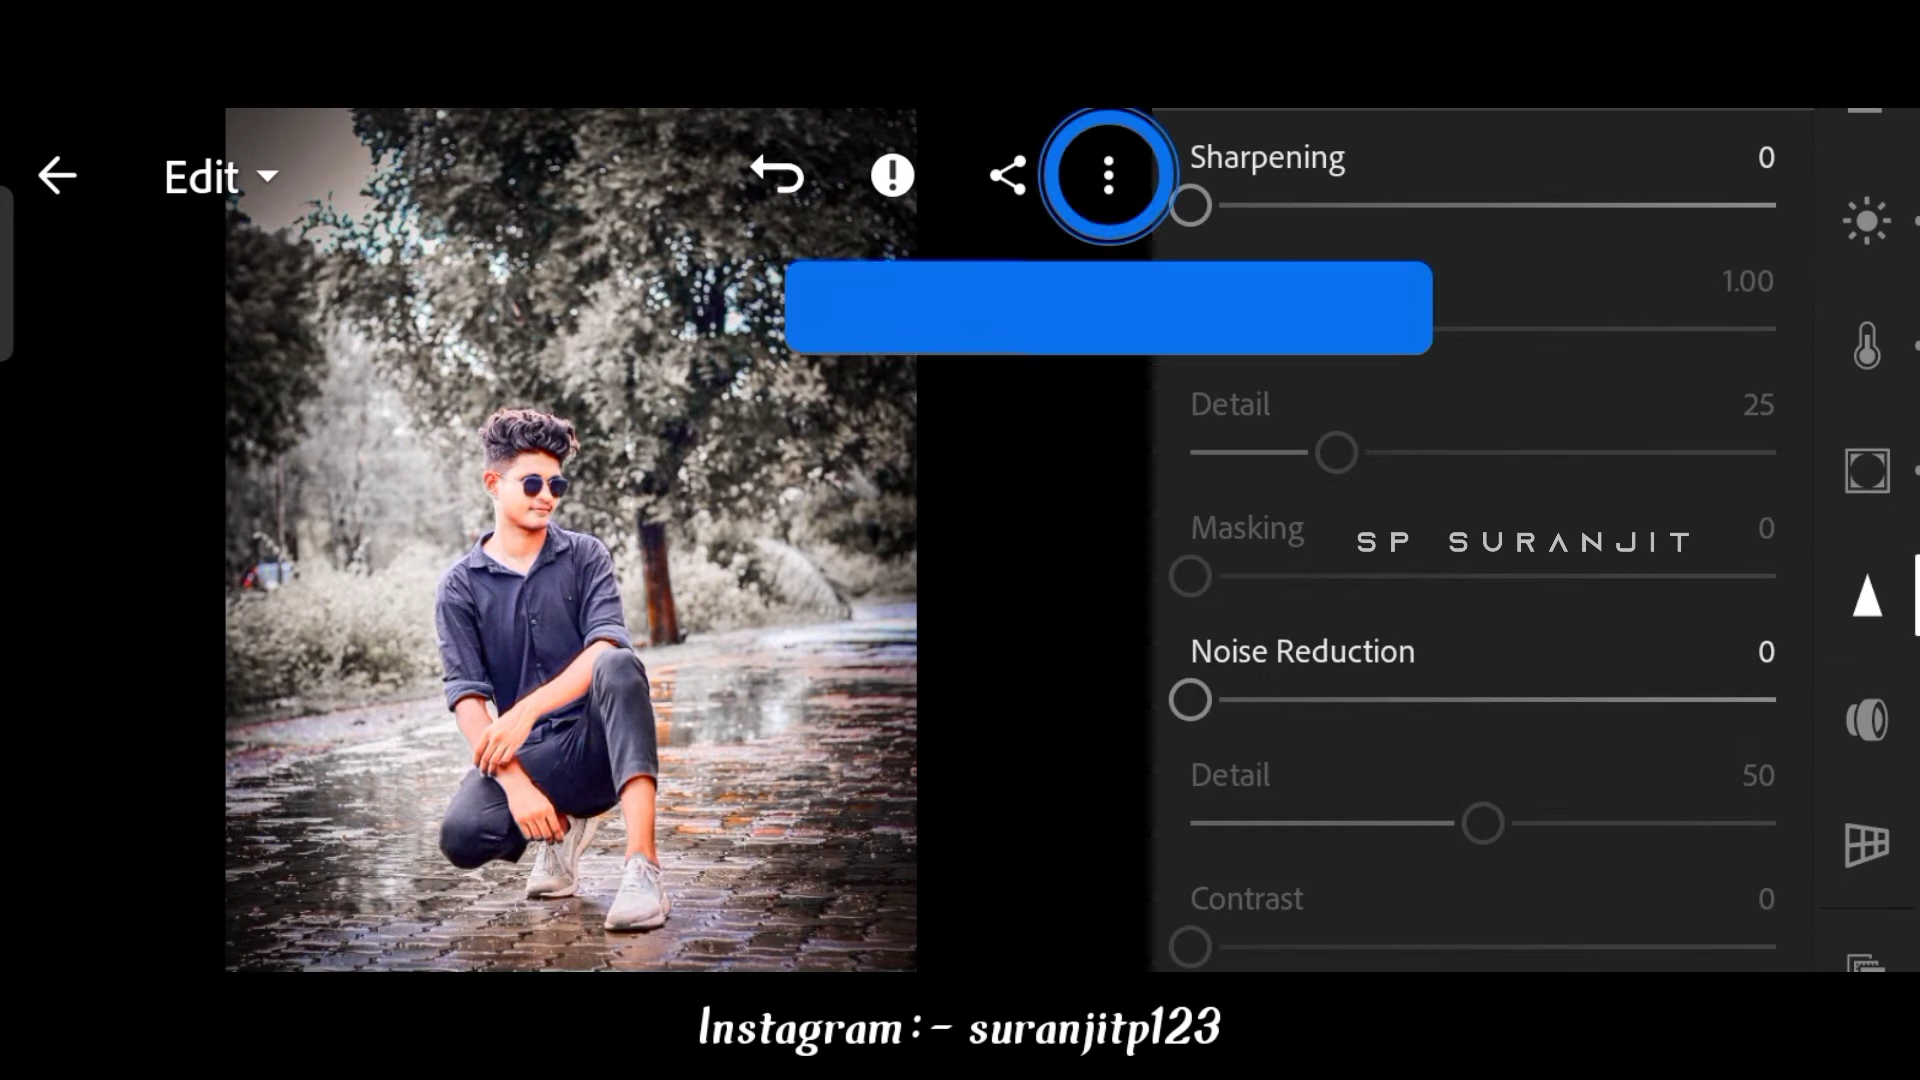 Edit
Sharpening 0
1.00
Detail 25
Masking 0
SP SURANJIT
Noise Reduction 0
Detail 50
Contrast 0
Instagram:- suranjitp123